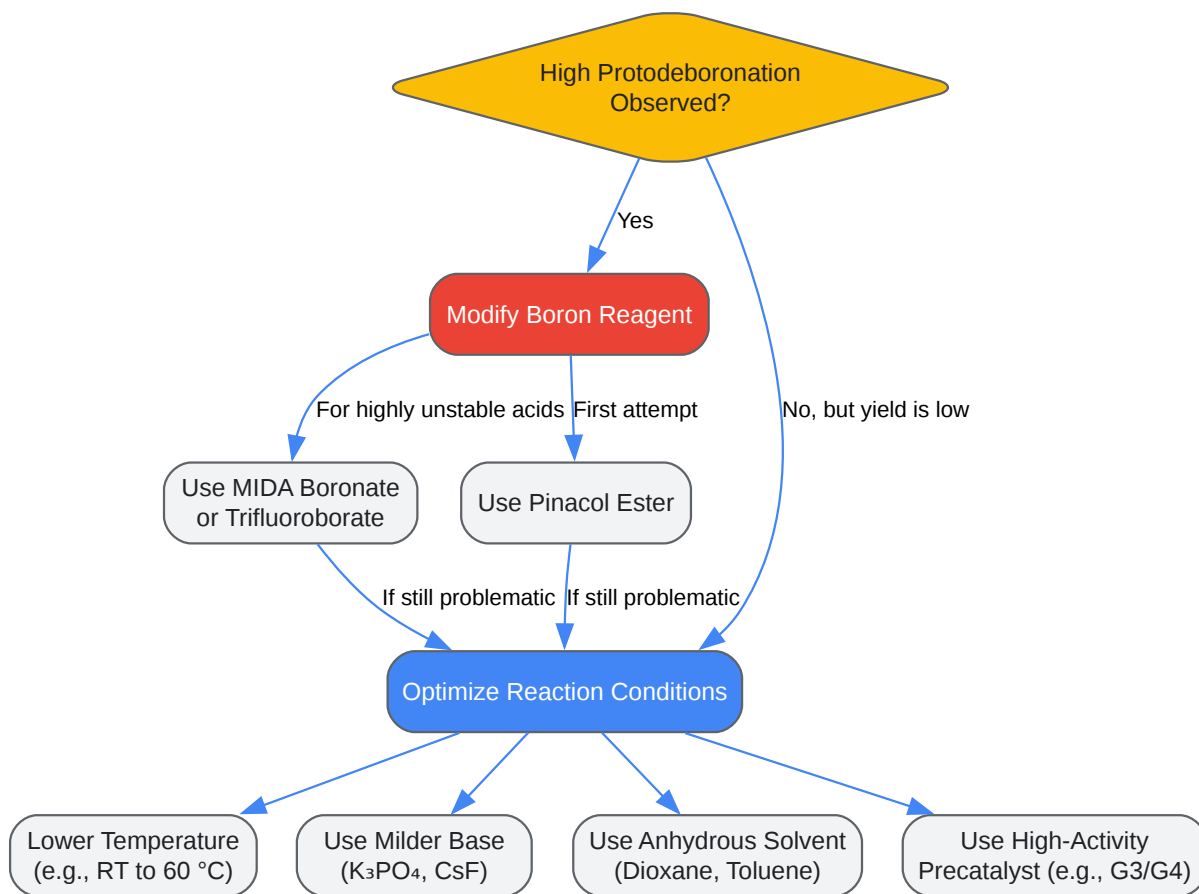 High Protodeboronation
Observed?
Yes
Modify Boron Reagent
For highly unstable acids
First attempt
No, but yield is low
Use MIDA Boronate
or Trifluoroborate
Use Pinacol Ester
If still problematic
If still problematic
Optimize Reaction Conditions
Lower Temperature
(e.g., RT to 60 °C)
Use Milder Base
(K₃PO₄, CsF)
Use Anhydrous Solvent
(Dioxane, Toluene)
Use High-Activity
Precatalyst (e.g., G3/G4)